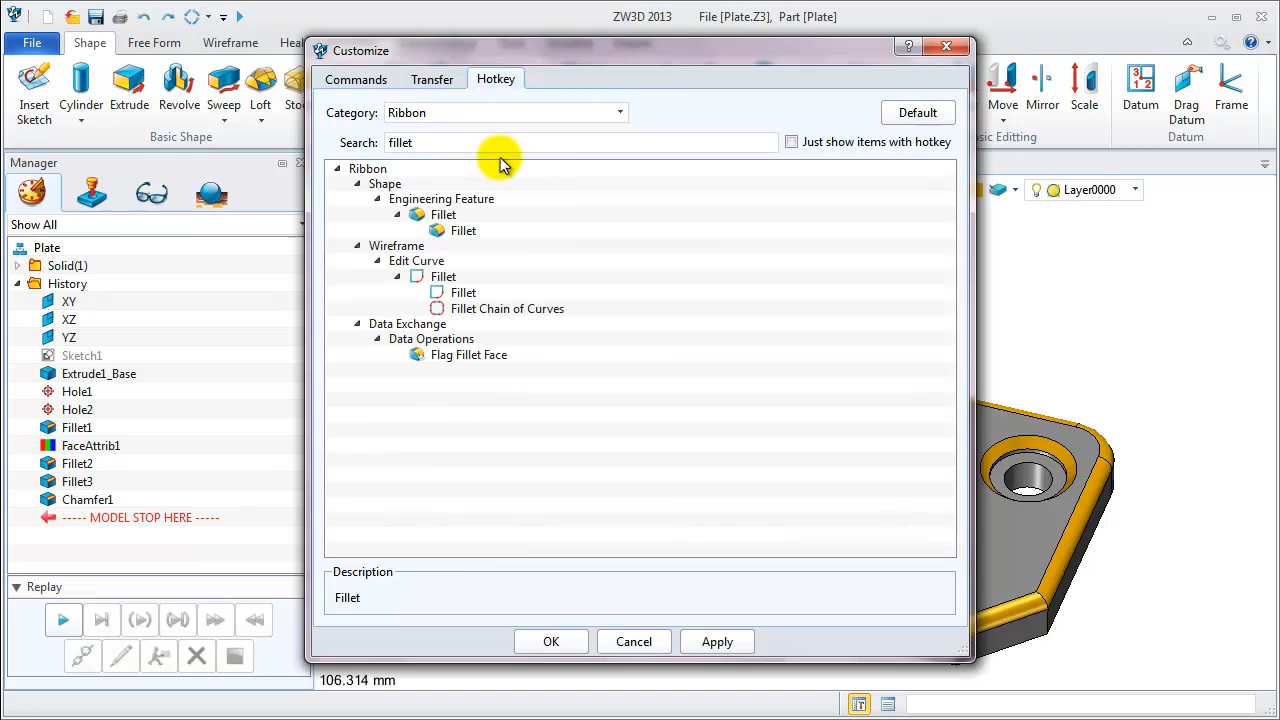 ZW3D 2013 File [Plate.Z3], Part [Plate]
File Shape Free Form Wireframe Heal
Insert Sketch
Cylinder
Extrude
Revolve
Sweep
Loft
Move
Mirror
Scale
Datum
Drag Datum
Frame
Basic Shape
Basic Editting
Datum
Manager
Show All
Plate
Solid(1)
History
XY
XZ
YZ
Sketch1
Extrude1_Base
Hole1
Hole2
Fillet1
FaceAttrib1
Fillet2
Fillet3
Chamfer1
----- MODEL STOP HERE -----
Replay
Customize
Commands Transfer Hotkey
Category: Ribbon Default
Search: fillet Just show items with hotkey
Ribbon
Shape
Engineering Feature
Fillet
Fillet
Wireframe
Edit Curve
Fillet
Fillet
Fillet Chain of Curves
Data Exchange
Data Operations
Flag Fillet Face
Description
Fillet
OK Cancel Apply
Layer0000
106.314 mm